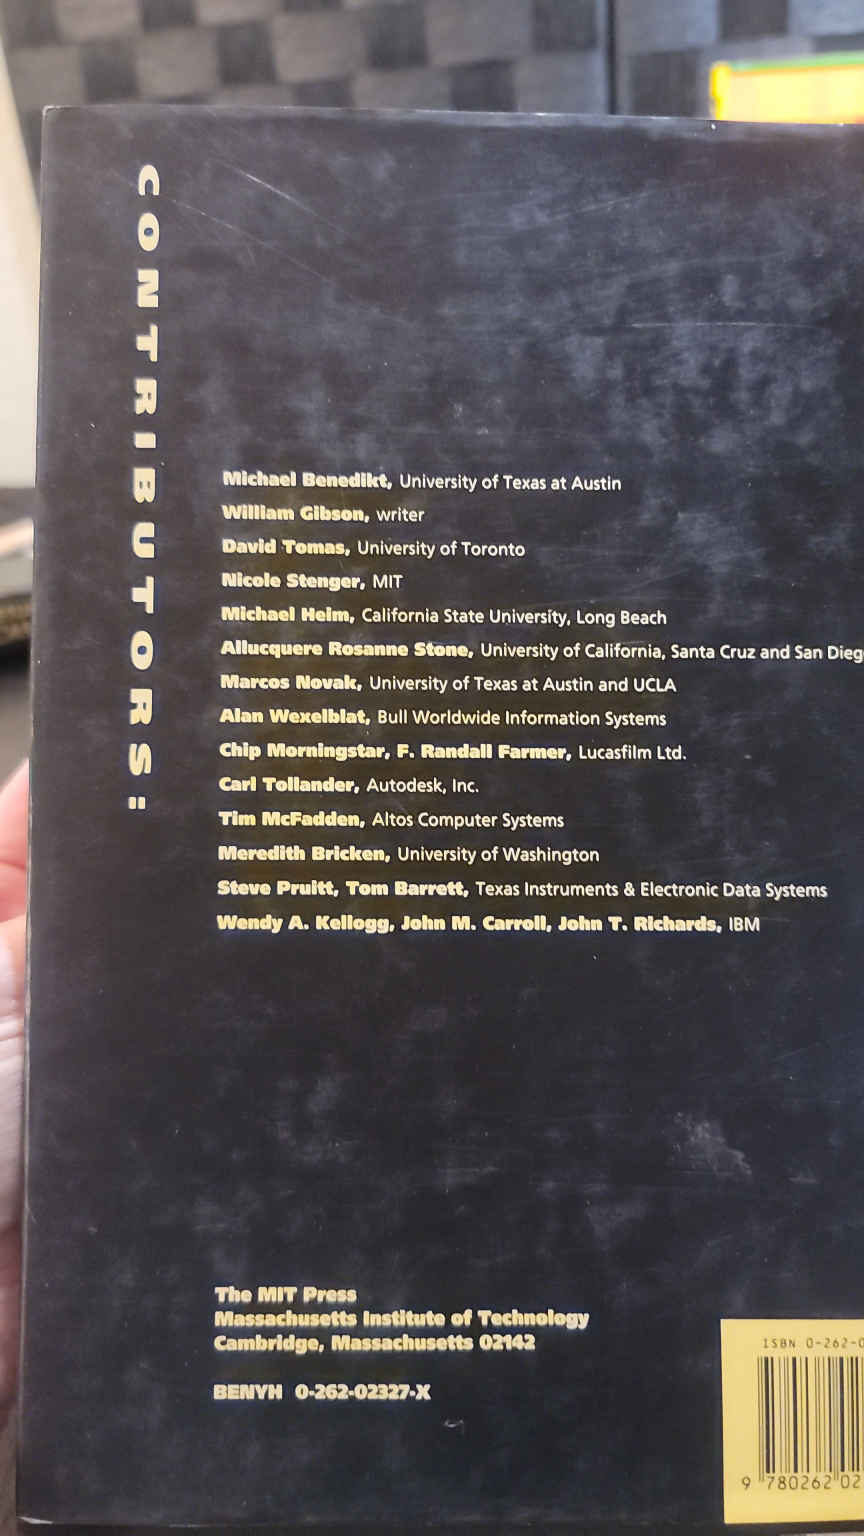 CONTRIBUTORS:
Michael Benedikt, University of Texas at Austin
William Gibson, writer
David Tomas, University of Toronto
Nicole Stenger, MIT
Michael Heim, California State University, Long Beach
Allucquere Rosanne Stone, University of California, Santa Cruz and San Dieg
Marcos Novak, University of Texas at Austin and UCLA
Alan Wexelblat, Bull Worldwide Information Systems
Chip Morningstar, F. Randall Farmer, Lucasfilm Ltd.
Carl Tollander, Autodesk, Inc.
Tim McFadden, Altos Computer Systems
Meredith Bricken, University of Washington
Steve Pruitt, Tom Barrett, Texas Instruments & Electronic Data Systems
Wendy A. Kellogg, John M. Carroll, John T. Richards, IBM
The MIT Press
Massachusetts Institute of Technology
Cambridge, Massachusetts 02142
BENYH 0-262-02327-X
ISBN 0-262-0
9 780262 02